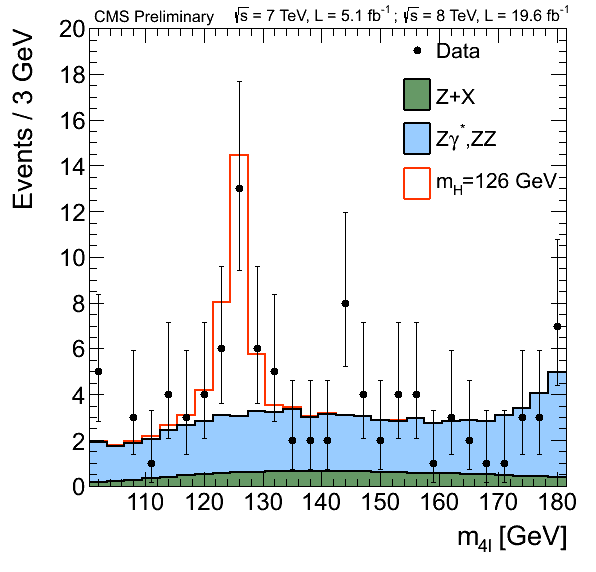 CMS Preliminary √s = 7 TeV, L = 5.1 fb⁻¹ ; √s = 8 TeV, L = 19.6 fb⁻¹
Events / 3 GeV
20
18
16
14
12
10
8
6
4
2
0
Data
Z+X
Zγ*,ZZ
m_H=126 GeV
110 120 130 140 150 160 170 180
m_4l [GeV]